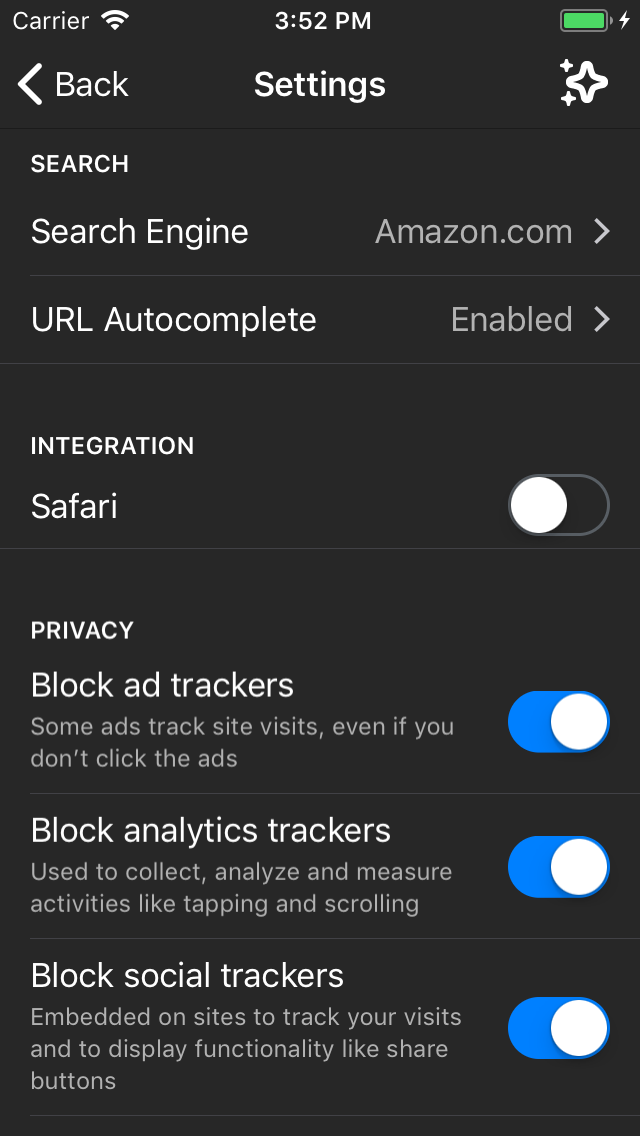 Carrier 3:52 PM
Back Settings
SEARCH
Search Engine Amazon.com
URL Autocomplete Enabled
INTEGRATION
Safari
PRIVACY
Block ad trackers
Some ads track site visits, even if you
don’t click the ads
Block analytics trackers
Used to collect, analyze and measure
activities like tapping and scrolling
Block social trackers
Embedded on sites to track your visits
and to display functionality like share
buttons